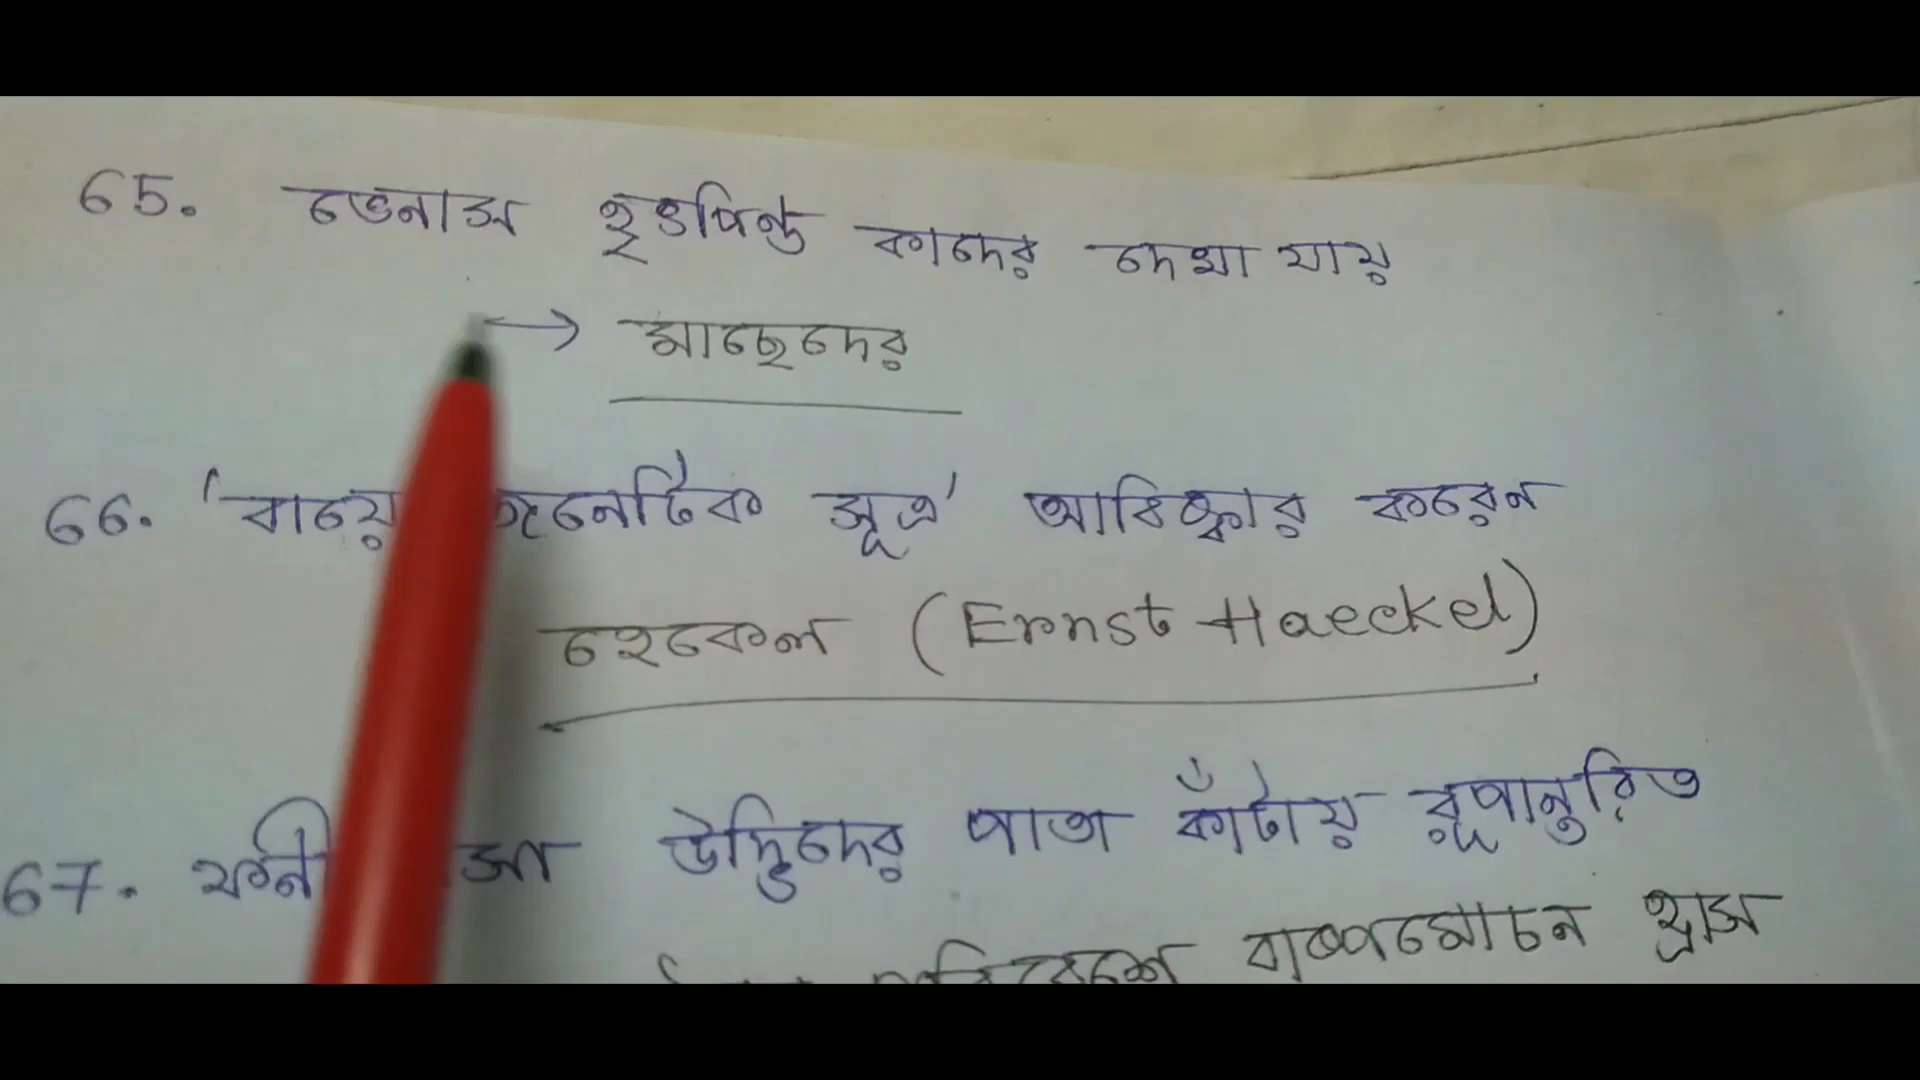 65. ভেনাস হৃৎপিন্ড কাদের দেখা যায়
→ মাছেদের
66. 'বায়ো জেনেটিক সূত্র' আবিষ্কার করেন
হেকেল (Ernst Haeckel)
67. উদ্ভিদের পাতা কাঁটায় রূপান্তরিত
বাষ্পমোচন হ্রাস